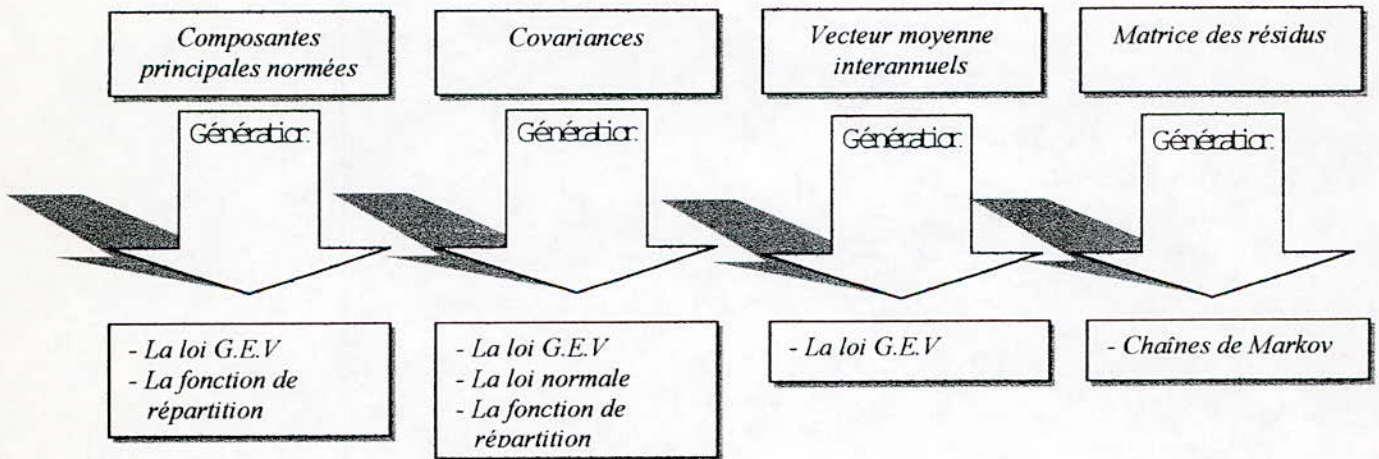 Composantes
principales normées
Covariances
Vecteur moyenne
interannuels
Matrice des résidus
Génération
Génération
Génération
Génération
- La loi G.E.V
- La fonction de
répartition
- La loi G.E.V
- La loi normale
- La fonction de
répartition
- La loi G.E.V
- Chaînes de Markov